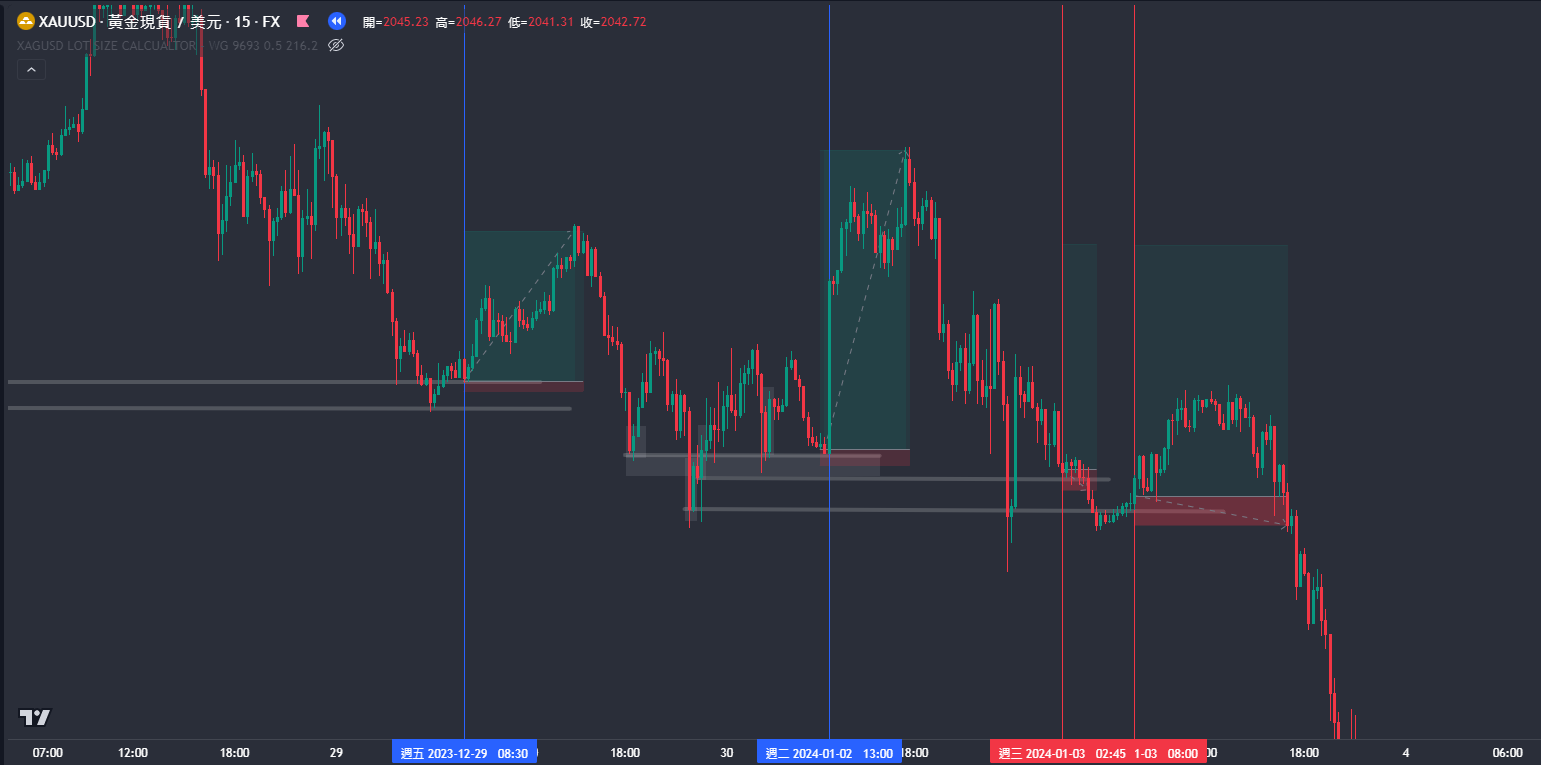 XAUUSD · 黃金現貨 / 美元 · 15 · FX 開=2045.23 高=2046.27 低=2041.31 收=2042.72
XAGUSD LOT SIZE CALCUALTOR - WG 9693 0.5 216.2
07:00 12:00 18:00 29 週五 2023-12-29 08:30 18:00 30 週二 2024-01-02 13:00 18:00 週三 2024-01-03 02:45 1-03 08:00 :00 18:00 4 06:00